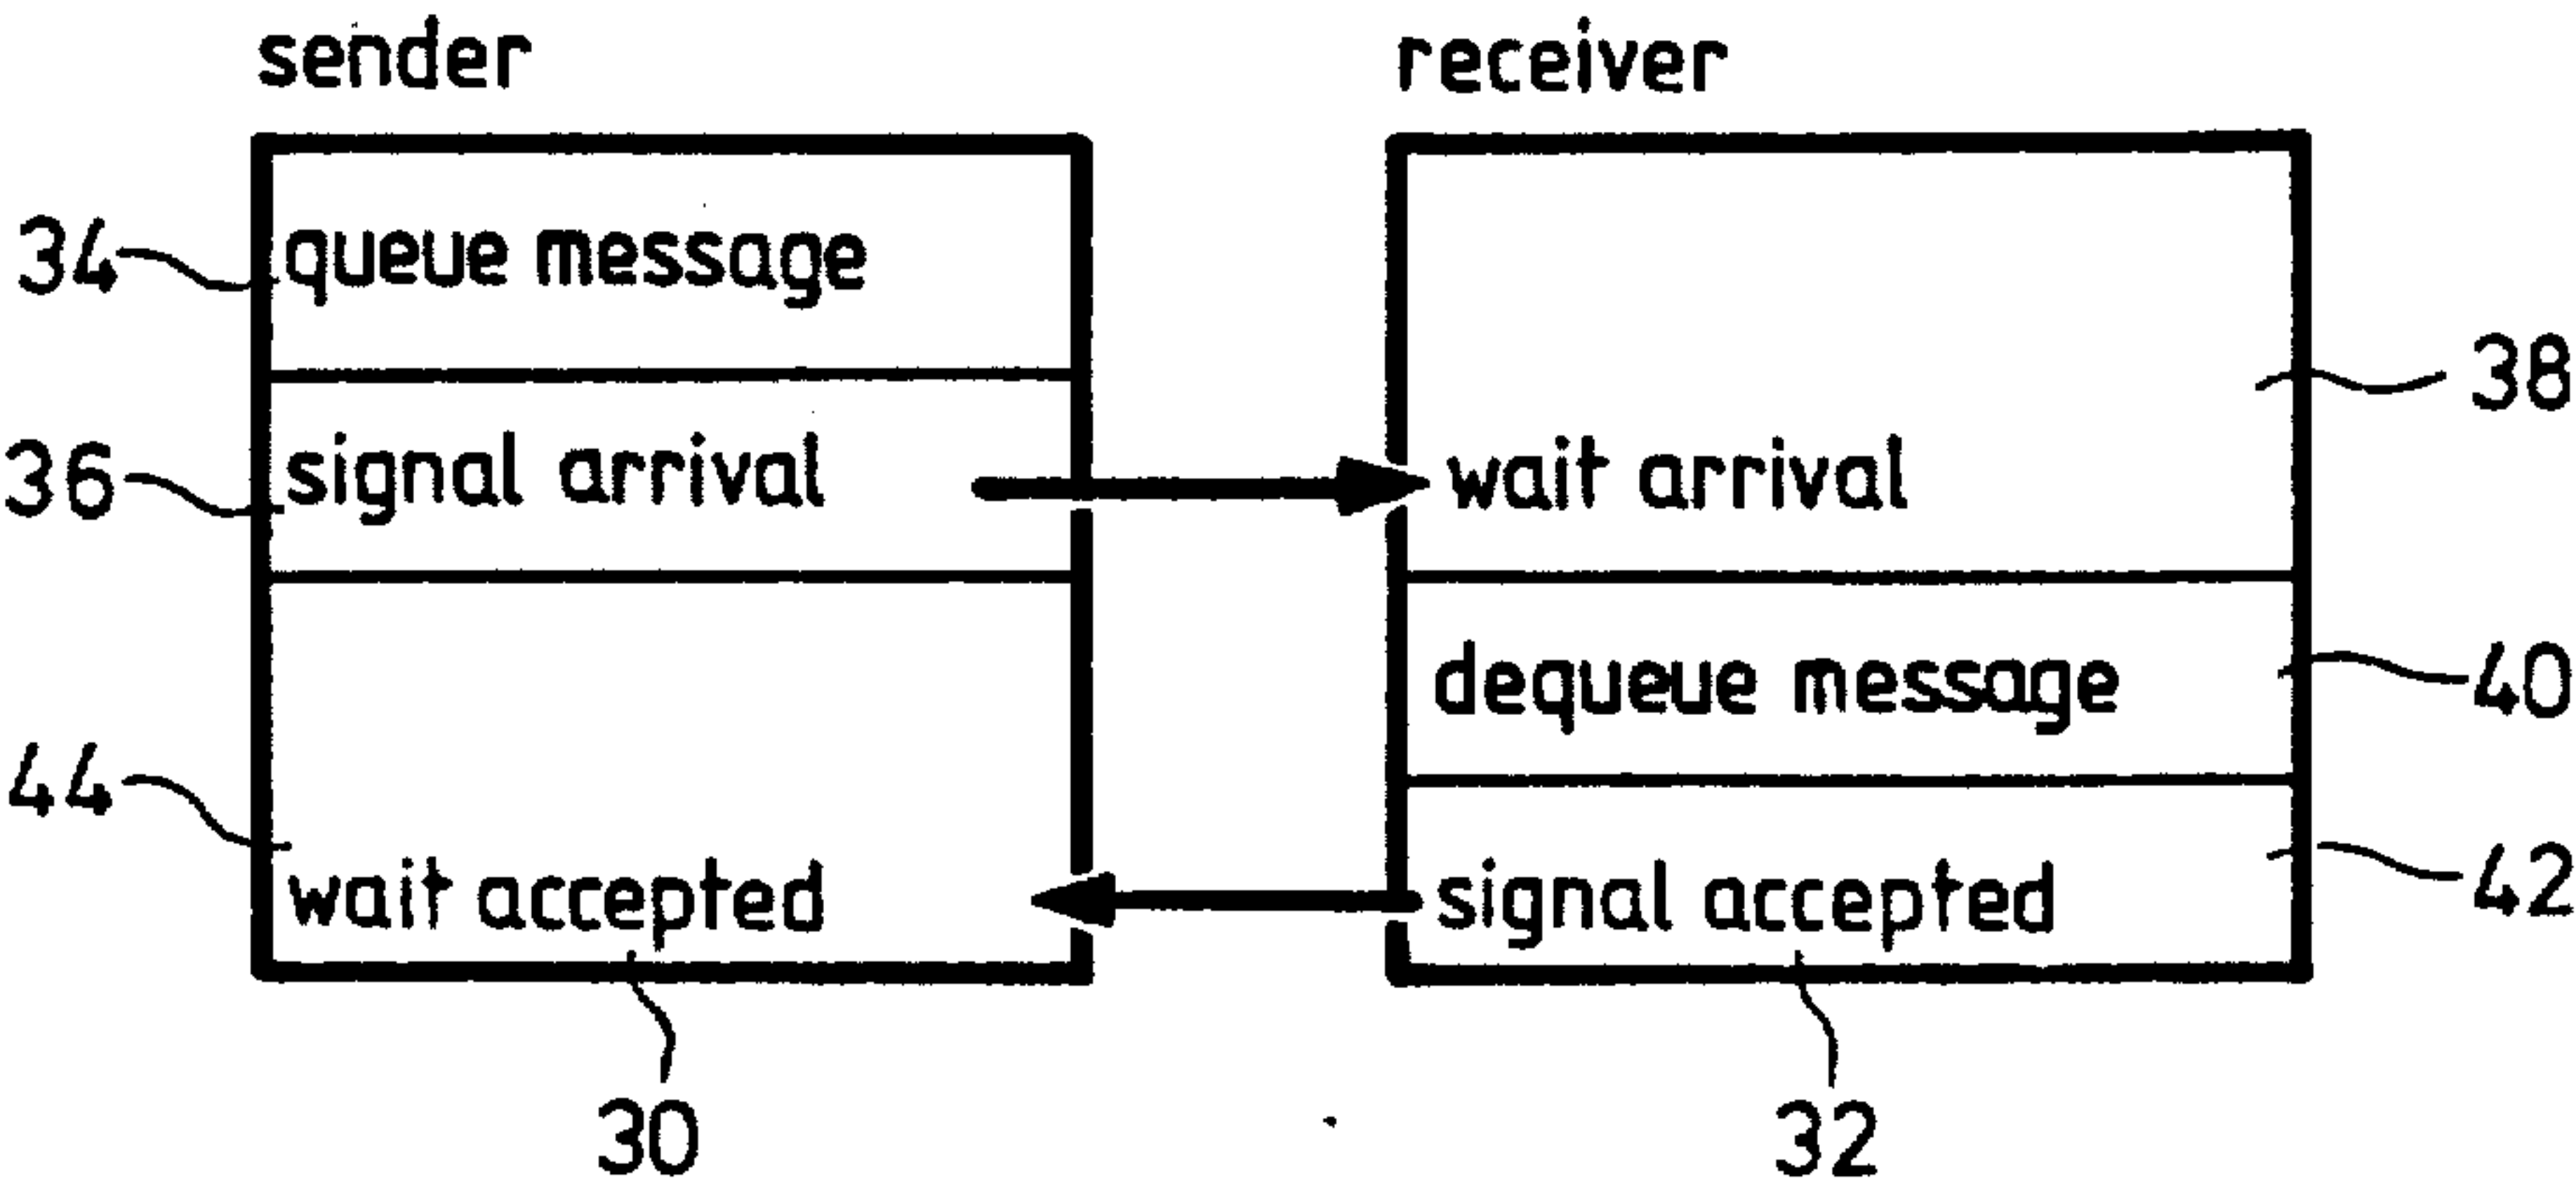 sender
receiver
34
queue message
36
signal arrival
wait arrival
38
dequeue message
40
44
wait accepted
signal accepted
42
30
32